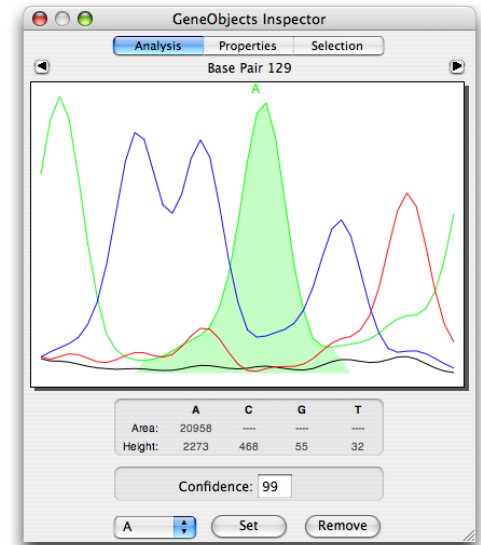 GeneObjects Inspector
Analysis Properties Selection
Base Pair 129
A
A C G T
Area: 20958 ---- ---- ----
Height: 2273 468 55 32
Confidence: 99
A Set Remove